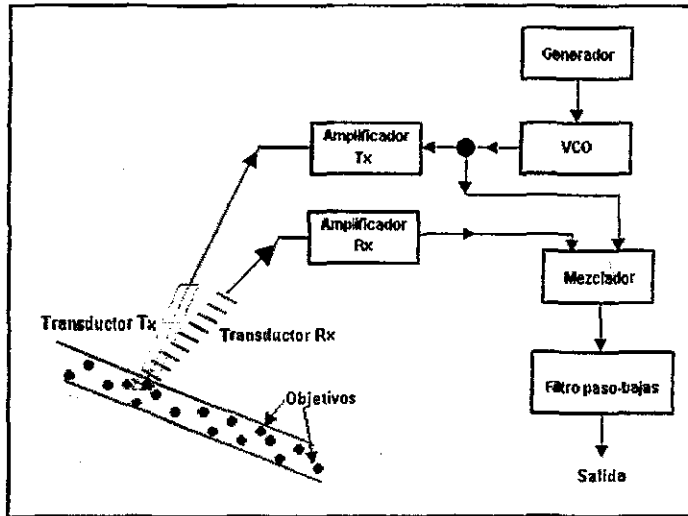 Generador
VCO
Amplificador
Tx
Amplificador
Rx
Mezclador
Transductor Tx
Transductor Rx
Objetivos
Filtro paso-bajas
Salida